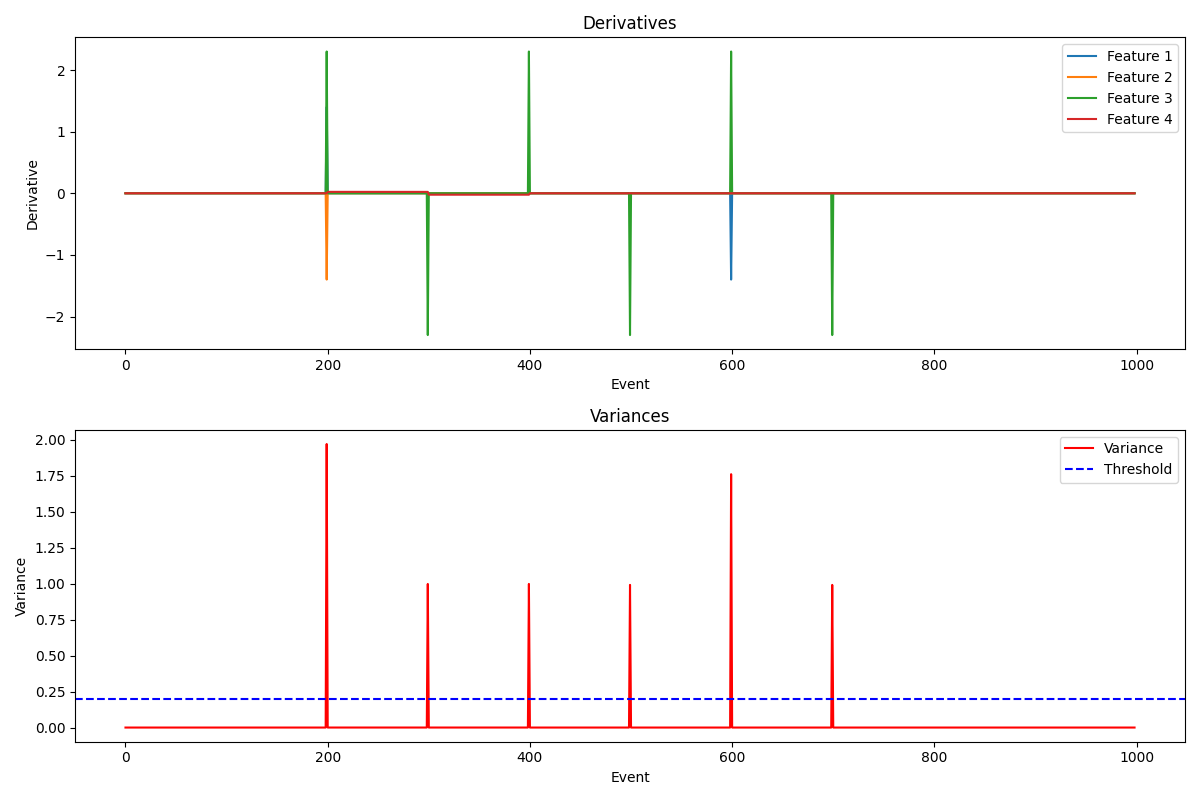 Derivatives
Derivative
2
1
0
−1
−2
Feature 1
Feature 2
Feature 3
Feature 4
0 200 400 600 800 1000
Event
Variances
Variance
2.00
1.75
1.50
1.25
1.00
0.75
0.50
0.25
0.00
Variance
Threshold
0 200 400 600 800 1000
Event